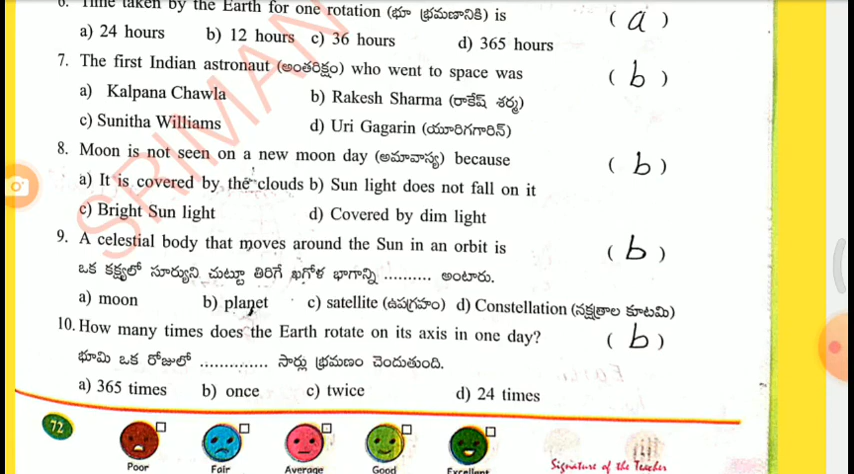 6. Time taken by the Earth for one rotation (భూ భ్రమణానికి) is ( a )
a) 24 hours b) 12 hours c) 36 hours d) 365 hours
7. The first Indian astronaut (అంతరిక్షం) who went to space was ( b )
a) Kalpana Chawla b) Rakesh Sharma (రాకేష్ శర్మ)
c) Sunitha Williams d) Uri Gagarin (యూరిగగారిన్)
8. Moon is not seen on a new moon day (అమావాస్య) because ( b )
a) It is covered by the clouds b) Sun light does not fall on it
c) Bright Sun light d) Covered by dim light
9. A celestial body that moves around the Sun in an orbit is ( b )
ఒక కక్ష్యలో సూర్యుని చుట్టూ తిరిగే ఖగోళ భాగాన్ని .......... అంటారు.
a) moon b) planet c) satellite (ఉపగ్రహం) d) Constellation (నక్షత్రాల కూటమి)
10. How many times does the Earth rotate on its axis in one day? ( b )
భూమి ఒక రోజులో ............. సార్లు భ్రమణం చెందుతుంది.
a) 365 times b) once c) twice d) 24 times
72
Poor Fair Average Good Excellent Signature of the Teacher
SRIMAN